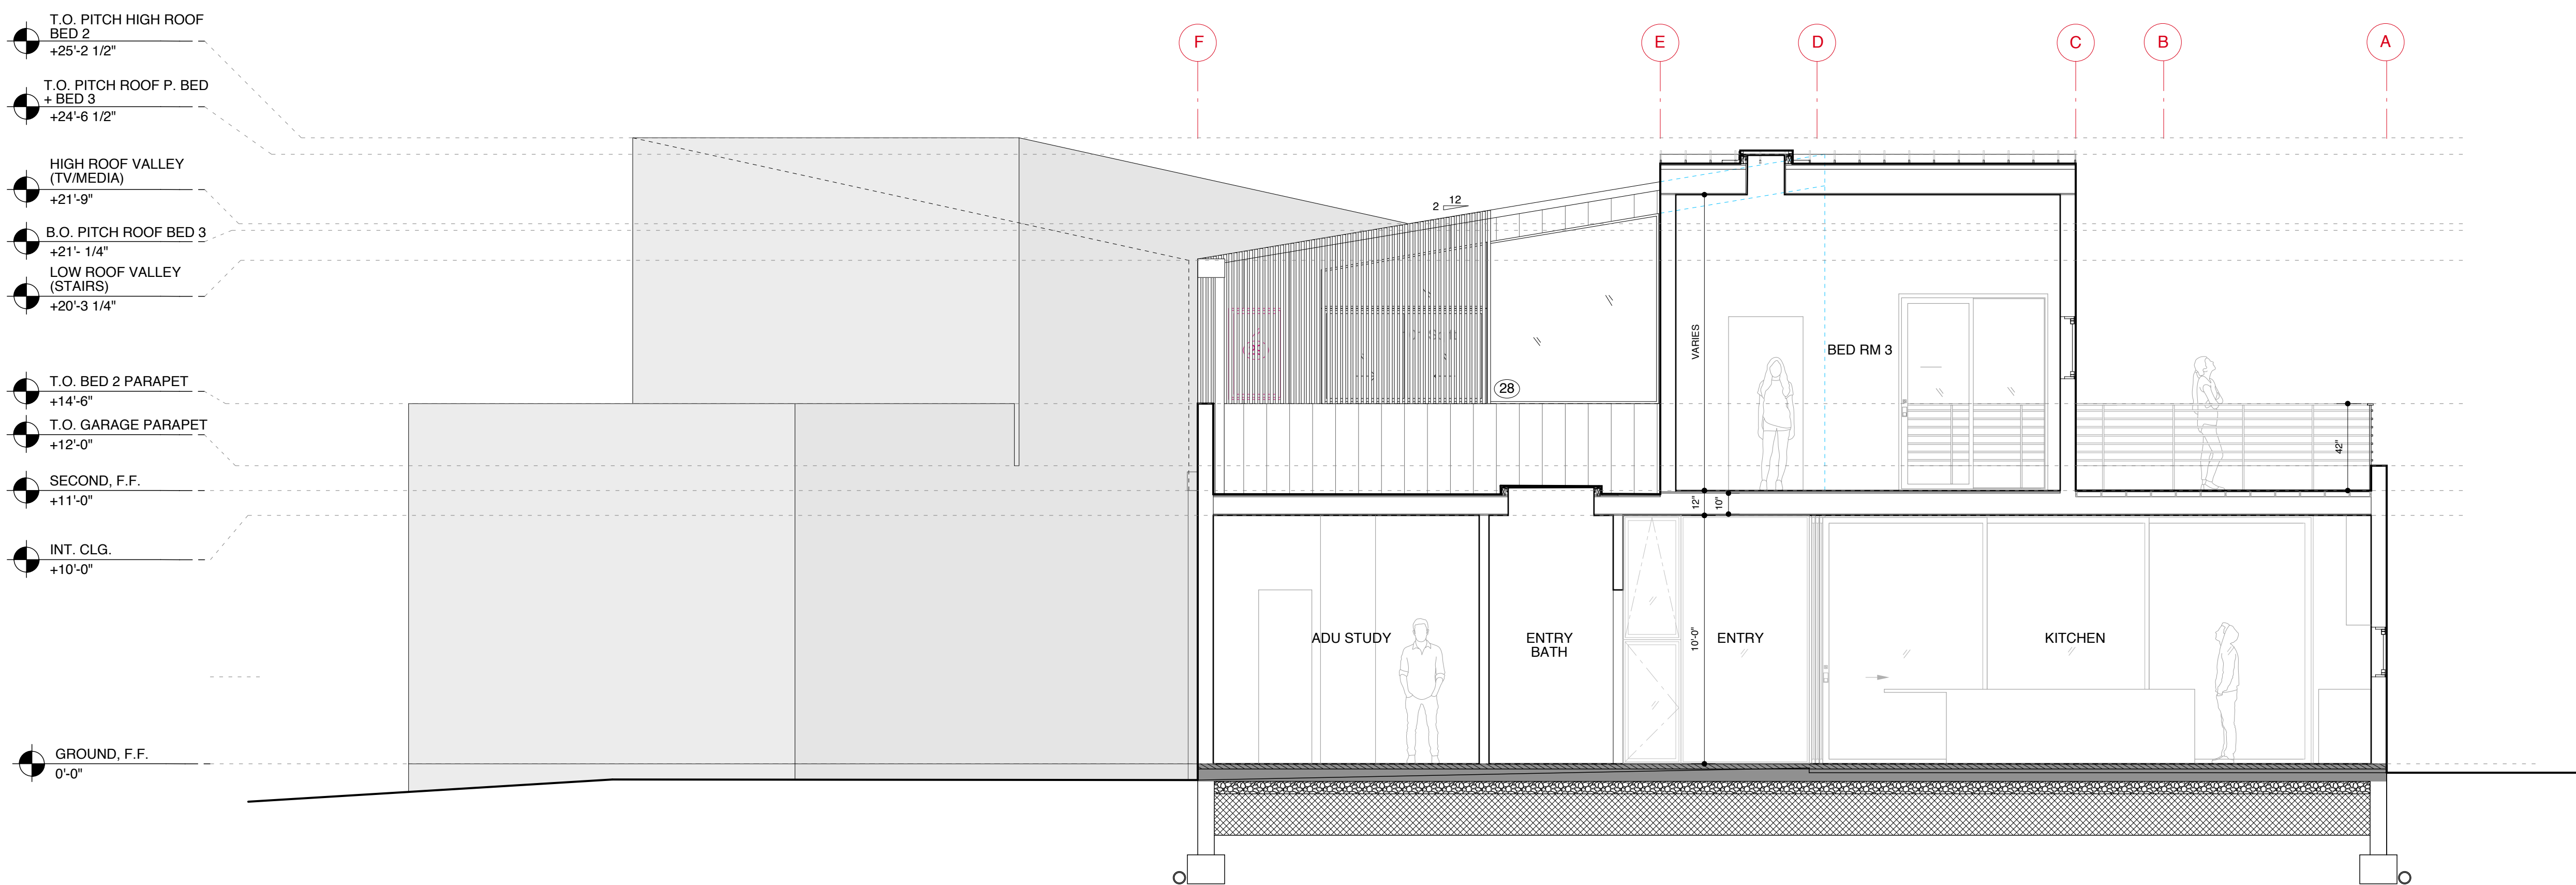 T.O. PITCH HIGH ROOF
BED 2
+25'-2 1/2"
T.O. PITCH ROOF P. BED
+ BED 3
+24'-6 1/2"
HIGH ROOF VALLEY
(TV/MEDIA)
+21'-9"
B.O. PITCH ROOF BED 3
+21'- 1/4"
LOW ROOF VALLEY
(STAIRS)
+20'-3 1/4"
T.O. BED 2 PARAPET
+14'-6"
T.O. GARAGE PARAPET
+12'-0"
SECOND, F.F.
+11'-0"
INT. CLG.
+10'-0"
GROUND, F.F.
0'-0"
F
E
D
C
B
A
12
2
28
VARIES
BED RM 3
42"
12"
10"
10'-0"
ADU STUDY
ENTRY
BATH
ENTRY
KITCHEN